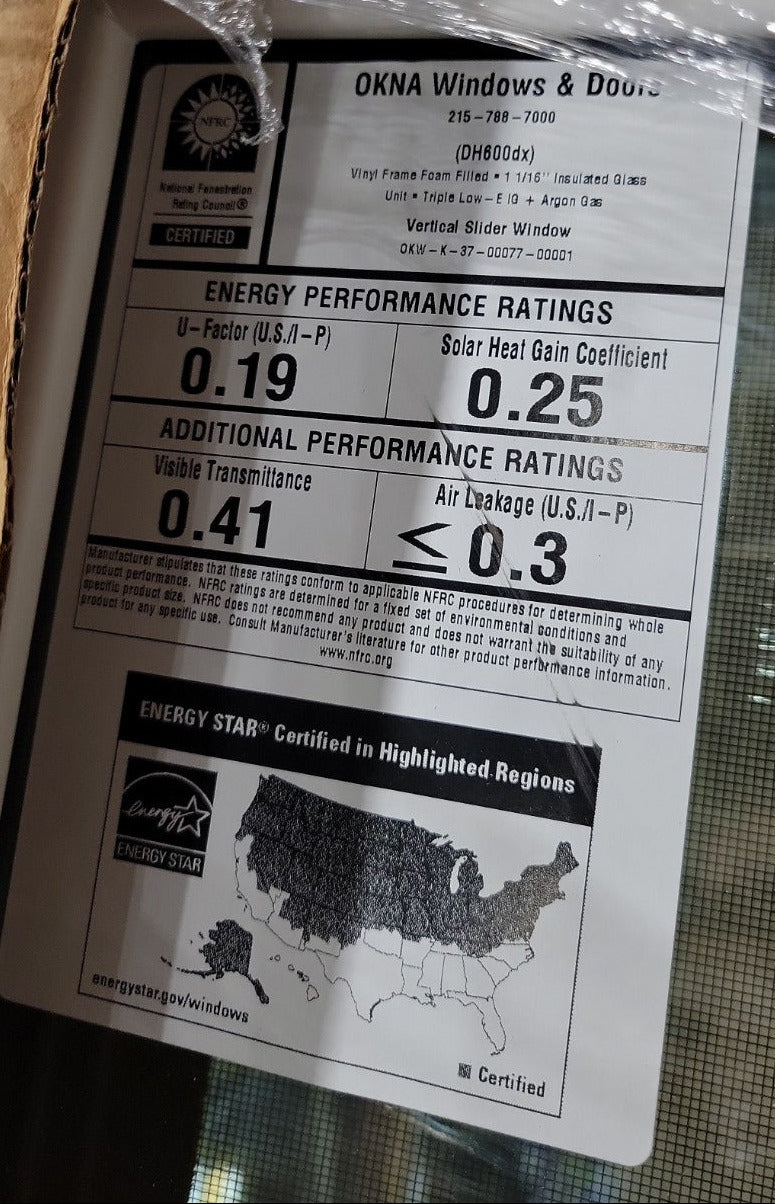 NFRC
National Fenestration
Rating Council®
CERTIFIED
OKNA Windows & Doors
215-788-7000
(DH600dx)
Vinyl Frame Foam Filled ▪ 1 1/16'' Insulated Glass
Unit ▪ Triple Low-E IG + Argon Gas
Vertical Slider Window
OKW-K-37-00077-00001
ENERGY PERFORMANCE RATINGS
U-Factor (U.S./I-P)
0.19
Solar Heat Gain Coefficient
0.25
ADDITIONAL PERFORMANCE RATINGS
Visible Transmittance
0.41
Air Leakage (U.S./I-P)
≤ 0.3
Manufacturer stipulates that these ratings conform to applicable NFRC procedures for determining whole
product performance. NFRC ratings are determined for a fixed set of environmental conditions and
specific product size. NFRC does not recommend any product and does not warrant the suitability of any
product for any specific use. Consult Manufacturer's literature for other product performance information.
www.nfrc.org
ENERGY STAR® Certified in Highlighted Regions
energy
ENERGY STAR
energystar.gov/windows
Certified